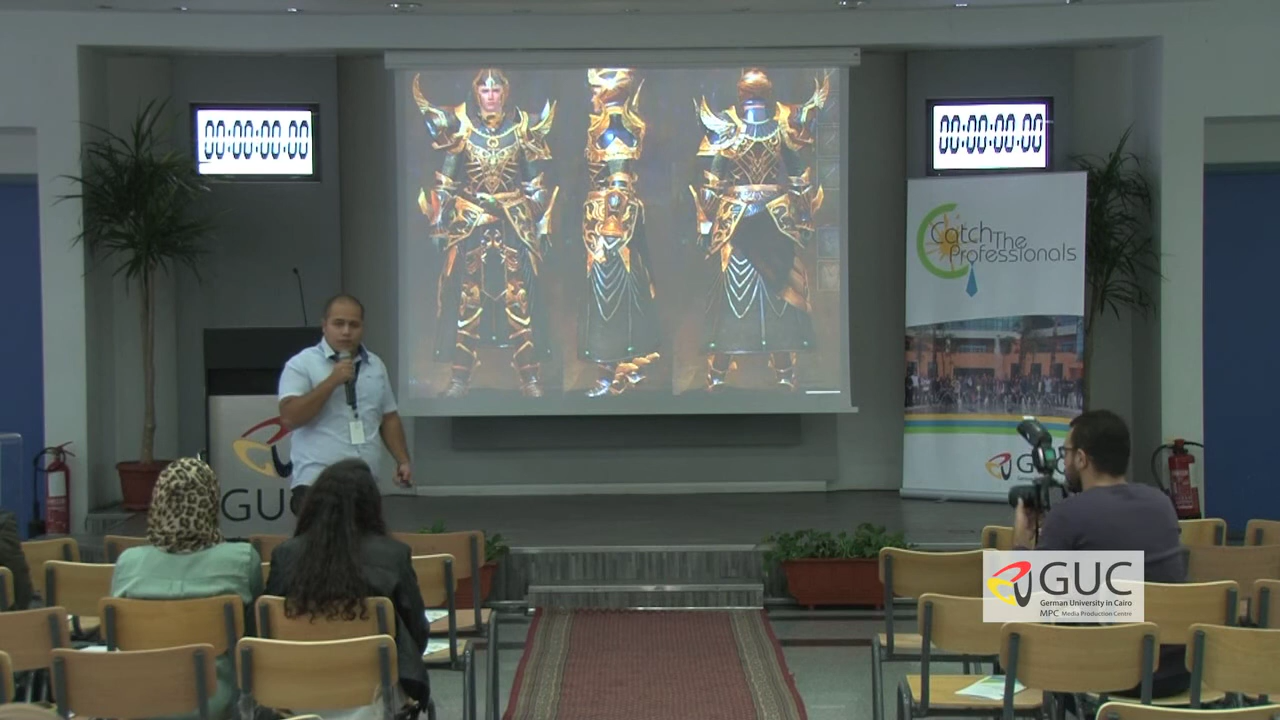 00:00:00.00
00:00:00.00
Catch The
Professionals
GUC
GUC
GUC
German University in Cairo
MPC Media Production Centre